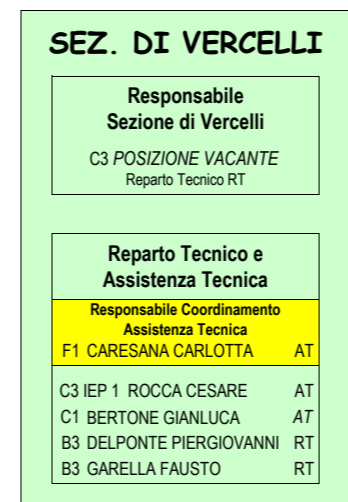 SEZ. DI VERCELLI
Responsabile
Sezione di Vercelli
C3 POSIZIONE VACANTE
Reparto Tecnico RT
Reparto Tecnico e
Assistenza Tecnica
Responsabile Coordinamento
Assistenza Tecnica
F1 CARESANA CARLOTTA AT
C3 IEP 1 ROCCA CESARE AT
C1 BERTONE GIANLUCA AT
B3 DELPONTE PIERGIOVANNI RT
B3 GARELLA FAUSTO RT